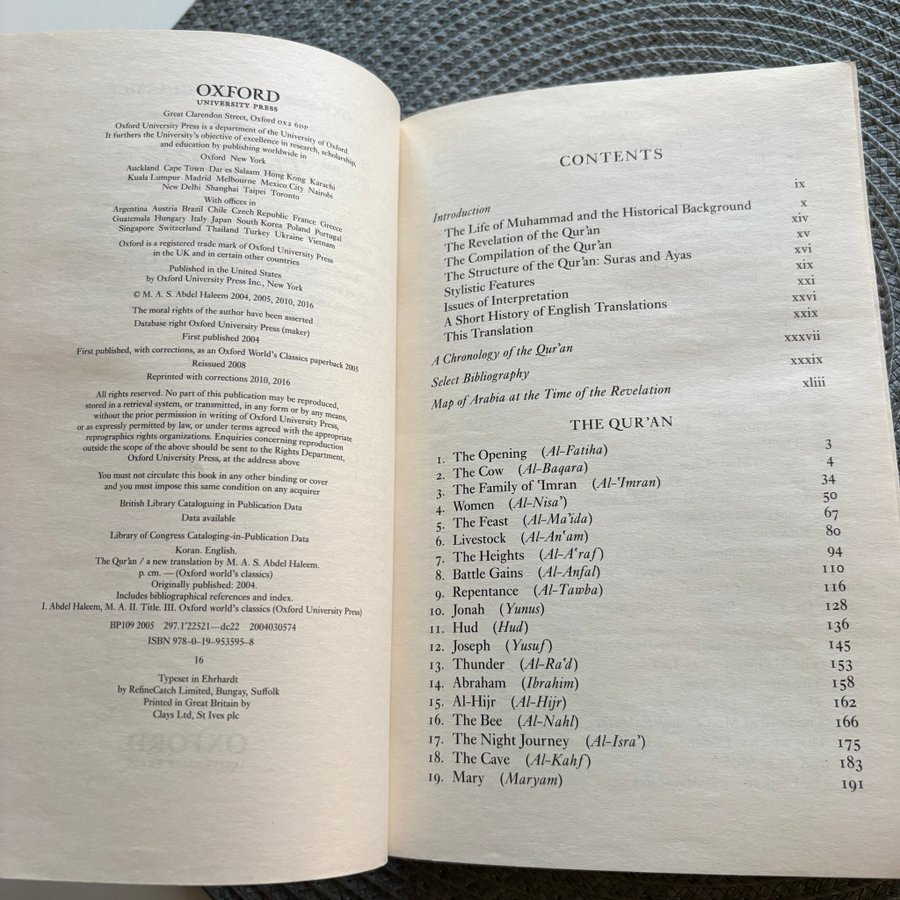 OXFORD
UNIVERSITY PRESS
Great Clarendon Street, Oxford OX2 6DP
Oxford University Press is a department of the University of Oxford.
It furthers the University's objective of excellence in research, scholarship,
and education by publishing worldwide in
Oxford New York
Auckland Cape Town Dar es Salaam Hong Kong Karachi
Kuala Lumpur Madrid Melbourne Mexico City Nairobi
New Delhi Shanghai Taipei Toronto
With offices in
Argentina Austria Brazil Chile Czech Republic France Greece
Guatemala Hungary Italy Japan South Korea Poland Portugal
Singapore Switzerland Thailand Turkey Ukraine Vietnam
Oxford is a registered trade mark of Oxford University Press
in the UK and in certain other countries
Published in the United States
by Oxford University Press Inc., New York
© M. A. S. Abdel Haleem 2004, 2005, 2010, 2016
The moral rights of the author have been asserted
Database right Oxford University Press (maker)
First published 2004
First published, with corrections, as an Oxford World's Classics paperback 2005
Reissued 2008
Reprinted with corrections 2010, 2016
All rights reserved. No part of this publication may be reproduced,
stored in a retrieval system, or transmitted, in any form or by any means,
without the prior permission in writing of Oxford University Press,
or as expressly permitted by law, or under terms agreed with the appropriate
reprographics rights organizations. Enquiries concerning reproduction
outside the scope of the above should be sent to the Rights Department,
Oxford University Press, at the address above
You must not circulate this book in any other binding or cover
and you must impose this same condition on any acquirer
British Library Cataloguing in Publication Data
Data available
Library of Congress Cataloging-in-Publication Data
Koran. English.
The Qur'an / a new translation by M. A. S. Abdel Haleem.
p. cm. — (Oxford world's classics)
Originally published: 2004.
Includes bibliographical references and index.
I. Abdel Haleem, M. A. II. Title. III. Oxford world's classics (Oxford University Press)
BP109 2005 297.1'22521—dc22 2004030574
ISBN 978–0–19–953595–8
16
Typeset in Ehrhardt
by RefineCatch Limited, Bungay, Suffolk
Printed in Great Britain by
Clays Ltd, St Ives plc
CONTENTS
Introduction ix
The Life of Muhammad and the Historical Background x
The Revelation of the Qur'an xiv
The Compilation of the Qur'an xv
The Structure of the Qur'an: Suras and Ayas xvi
Stylistic Features xix
Issues of Interpretation xxi
A Short History of English Translations xxvi
This Translation xxix
A Chronology of the Qur'an xxxvii
Select Bibliography xxxix
Map of Arabia at the Time of the Revelation xliii
THE QUR'AN
1. The Opening (Al-Fatiha) 3
2. The Cow (Al-Baqara) 4
3. The Family of ʿImran (Al-ʿImran) 34
4. Women (Al-Nisa') 50
5. The Feast (Al-Ma'ida) 67
6. Livestock (Al-Anʿam) 80
7. The Heights (Al-Aʿraf) 94
8. Battle Gains (Al-Anfal) 110
9. Repentance (Al-Tawba) 116
10. Jonah (Yunus) 128
11. Hud (Hud) 136
12. Joseph (Yusuf) 145
13. Thunder (Al-Raʿd) 153
14. Abraham (Ibrahim) 158
15. Al-Hijr (Al-Hijr) 162
16. The Bee (Al-Nahl) 166
17. The Night Journey (Al-Isra') 175
18. The Cave (Al-Kahf) 183
19. Mary (Maryam) 191